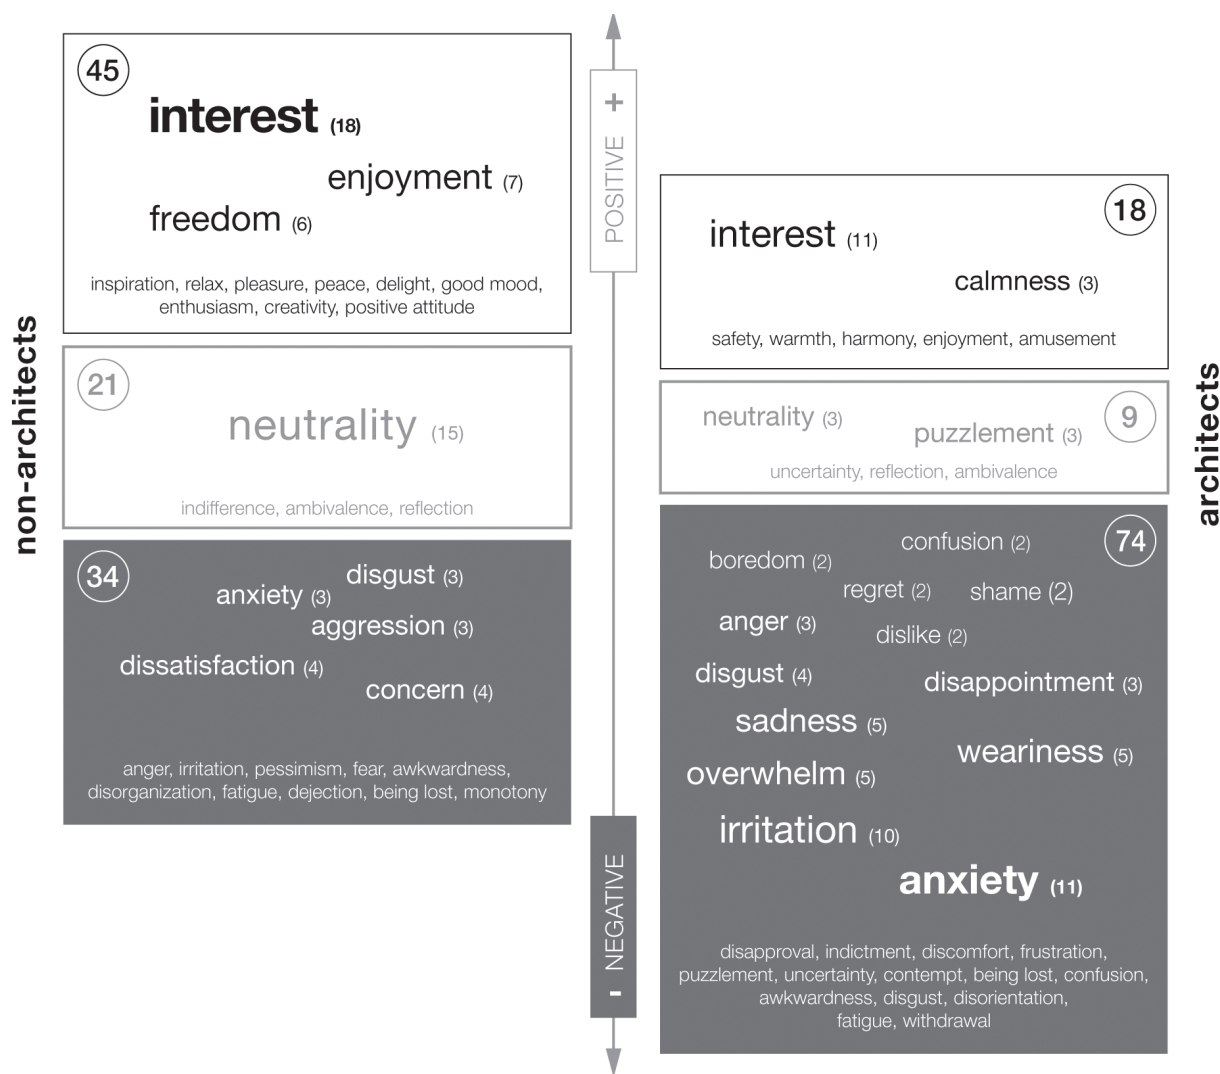 non-architects
45
interest (18)
enjoyment (7)
freedom (6)
inspiration, relax, pleasure, peace, delight, good mood,
enthusiasm, creativity, positive attitude
21
neutrality (15)
indifference, ambivalence, reflection
34
disgust (3)
anxiety (3)
aggression (3)
dissatisfaction (4)
concern (4)
anger, irritation, pessimism, fear, awkwardness,
disorganization, fatigue, dejection, being lost, monotony
POSITIVE +
- NEGATIVE
architects
18
interest (11)
calmness (3)
safety, warmth, harmony, enjoyment, amusement
9
neutrality (3)
puzzlement (3)
uncertainty, reflection, ambivalence
74
confusion (2)
boredom (2)
regret (2)
shame (2)
anger (3)
dislike (2)
disgust (4)
disappointment (3)
sadness (5)
weariness (5)
overwhelm (5)
irritation (10)
anxiety (11)
disapproval, indictment, discomfort, frustration,
puzzlement, uncertainty, contempt, being lost, confusion,
awkwardness, disgust, disorientation,
fatigue, withdrawal